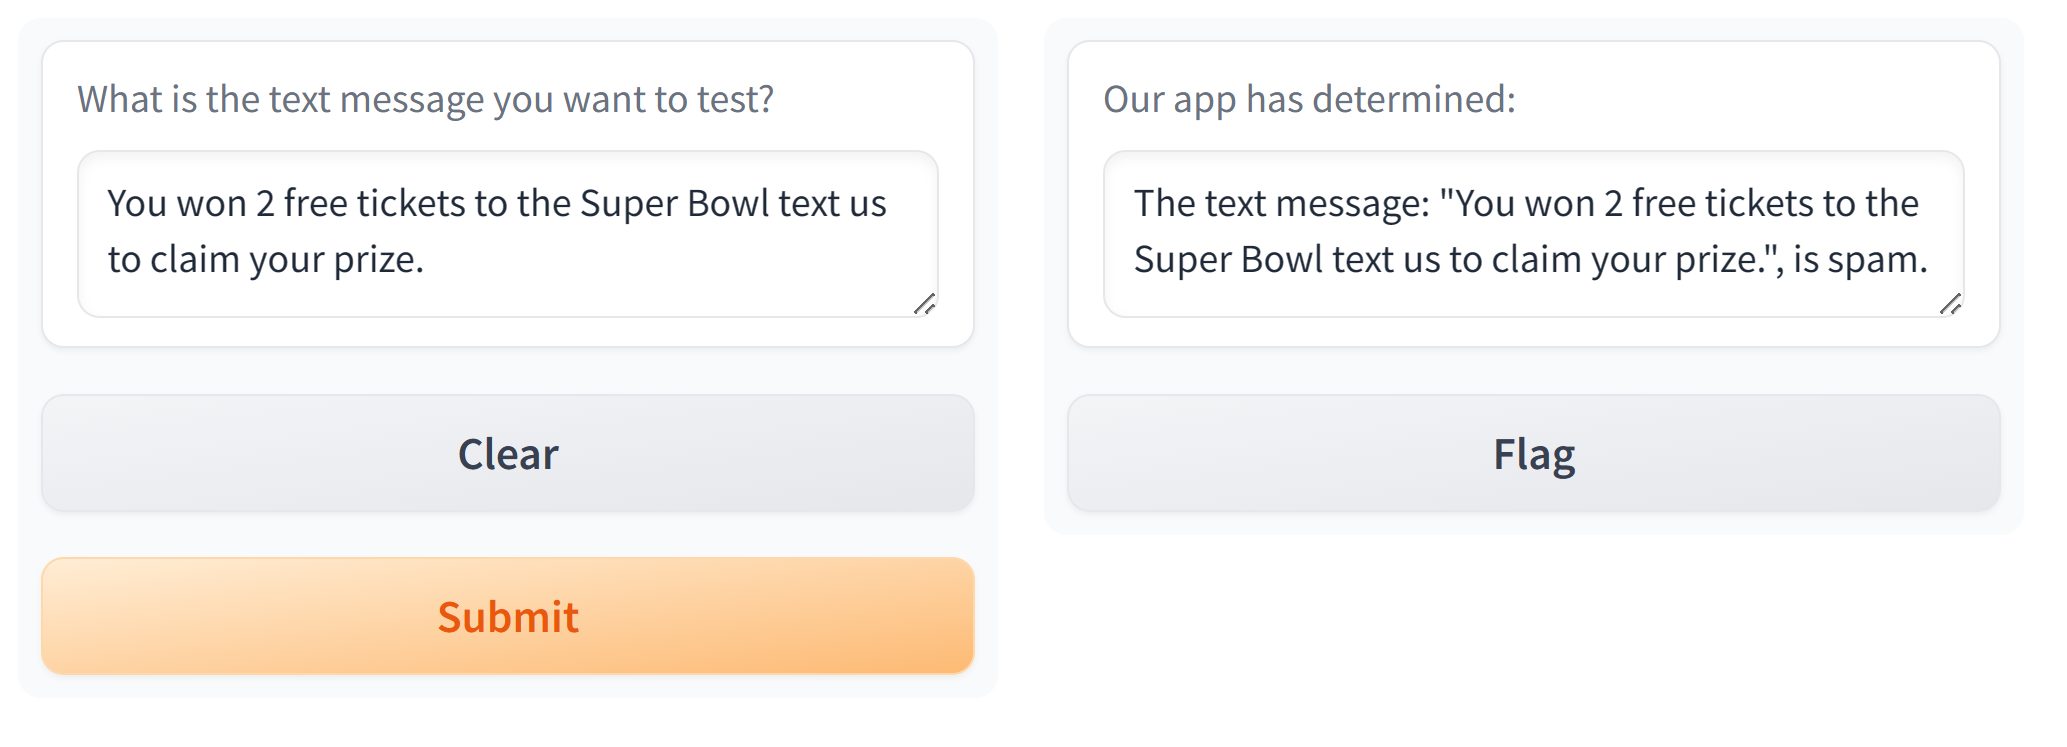 What is the text message you want to test?
You won 2 free tickets to the Super Bowl text us
to claim your prize.
Clear
Submit
Our app has determined:
The text message: "You won 2 free tickets to the
Super Bowl text us to claim your prize.", is spam.
Flag